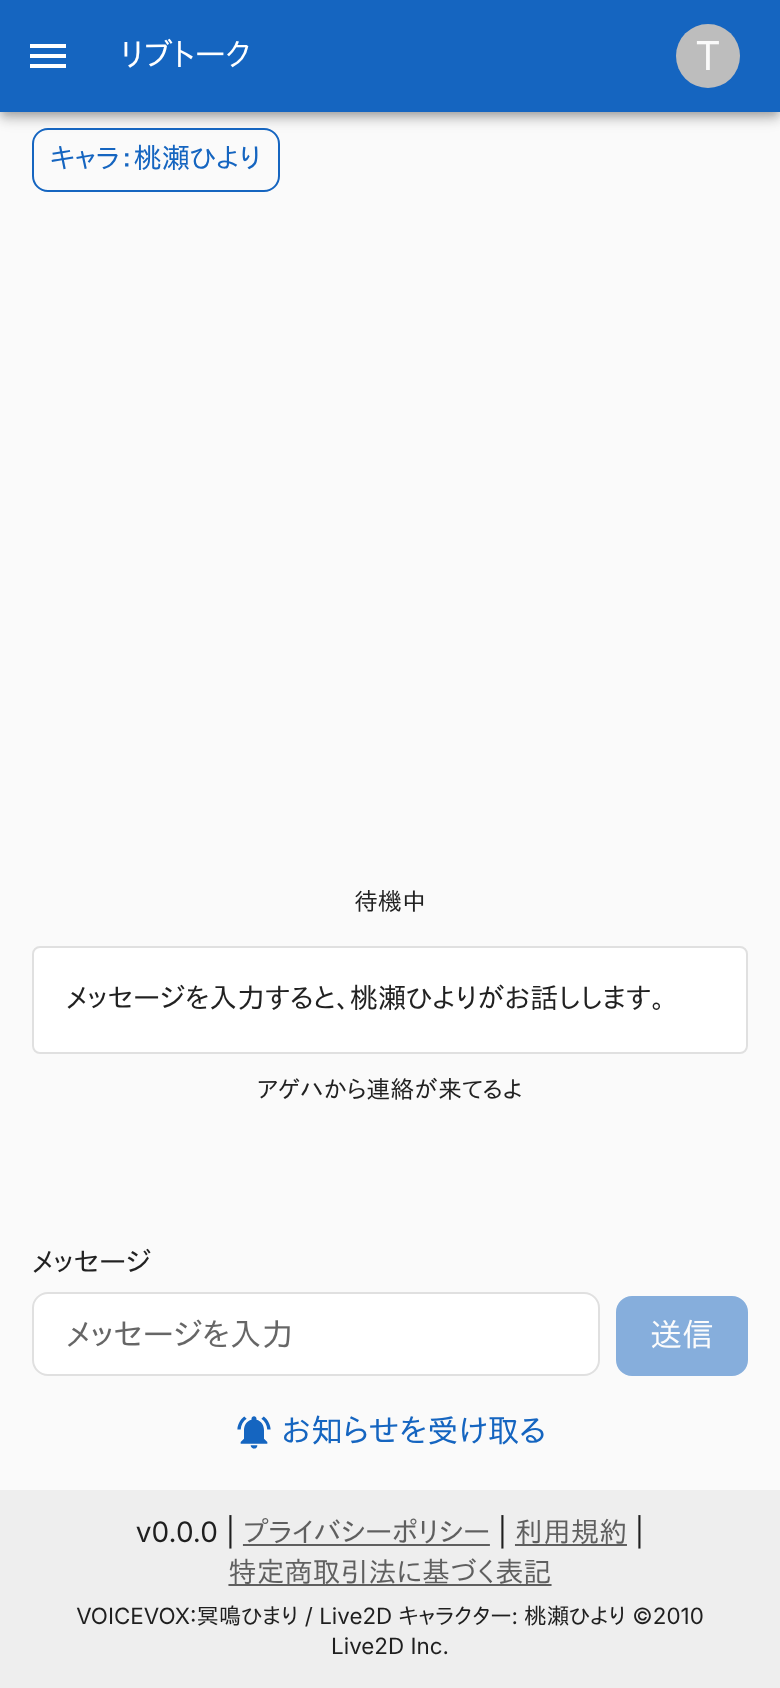 リブトーク
T
キャラ:桃瀬ひより
待機中
メッセージを入力すると、桃瀬ひよりがお話しします。
アゲハから連絡が来てるよ
メッセージ
メッセージを入力
送信
お知らせを受け取る
v0.0.0 | プライバシーポリシー | 利用規約 |
特定商取引法に基づく表記
VOICEVOX:冥鳴ひまり / Live2D キャラクター: 桃瀬ひより ©2010
Live2D Inc.